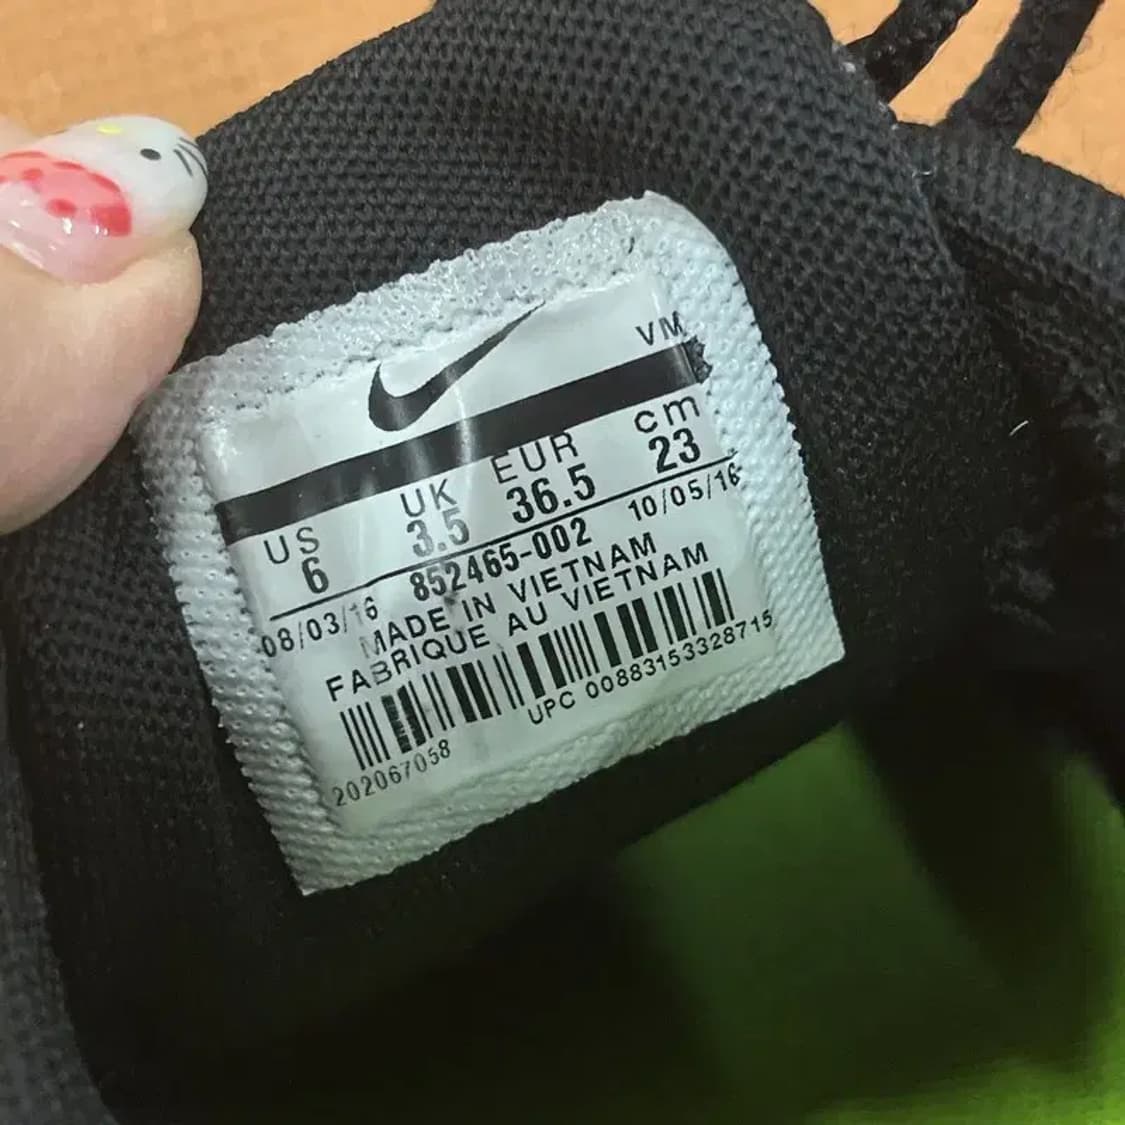 VM
US UK EUR cm
6 3.5 36.5 23
08/03/16 852465-002 10/05/16
MADE IN VIETNAM
FABRIQUE AU VIETNAM
202067058 UPC 00883153328715